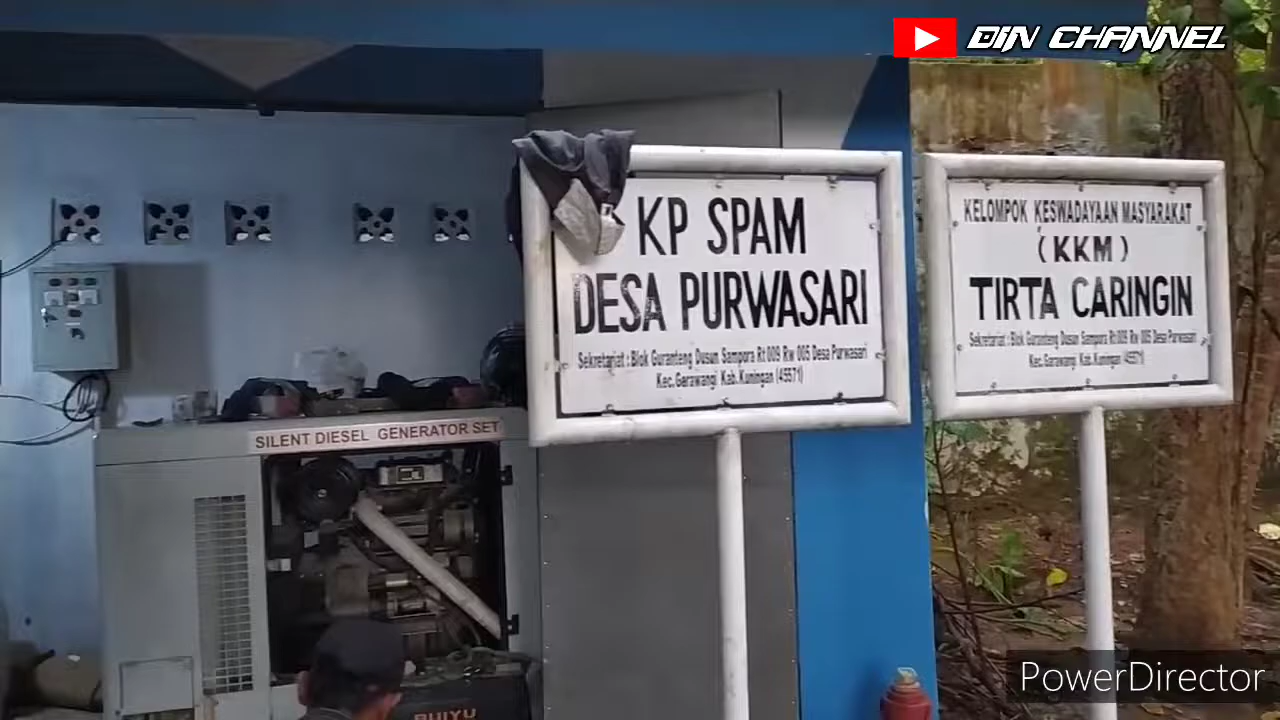 DIN CHANNEL
KP SPAM
DESA PURWASARI
Sekretariat : Blok Guranteng Dusun Sampora Rt 009 Rw 005 Desa Purwasari
Kec.Garawangi Kab.Kuningan (45571)
KELOMPOK KESWADAYAAN MASYARAKAT
(KKM)
TIRTA CARINGIN
Sekretariat : Blok Guranteng Dusun Sampora Rt 009 Rw 005 Desa Purwasari
Kec.Garawangi Kab.Kuningan (45571)
SILENT DIESEL GENERATOR SET
RUIYU
PowerDirector